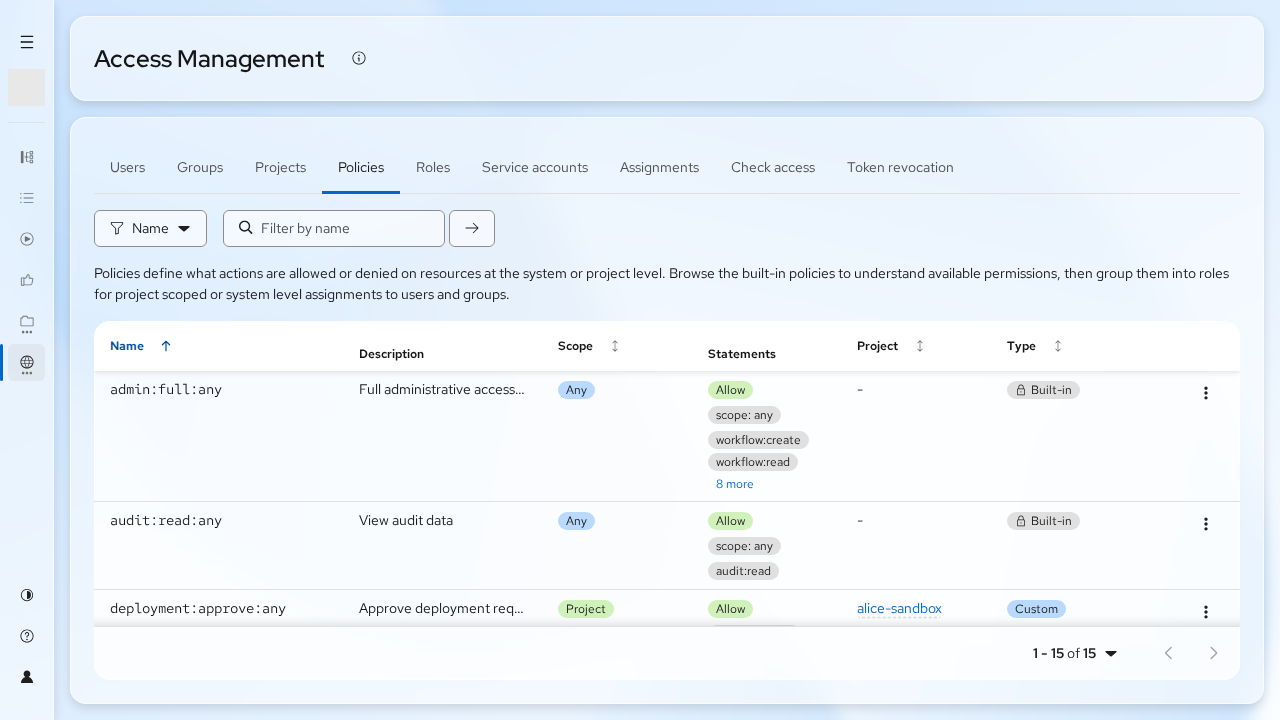 Access Management
Users Groups Projects Policies Roles Service accounts Assignments Check access Token revocation
Name Filter by name
Policies define what actions are allowed or denied on resources at the system or project level. Browse the built-in policies to understand available permissions, then group them into roles
for project scoped or system level assignments to users and groups.
Name Description Scope Statements Project Type
admin:full:any Full administrative access... Any Allow - Built-in
scope: any
workflow:create
workflow:read
8 more
audit:read:any View audit data Any Allow - Built-in
scope: any
audit:read
deployment:approve:any Approve deployment req... Project Allow alice-sandbox Custom
1 - 15 of 15